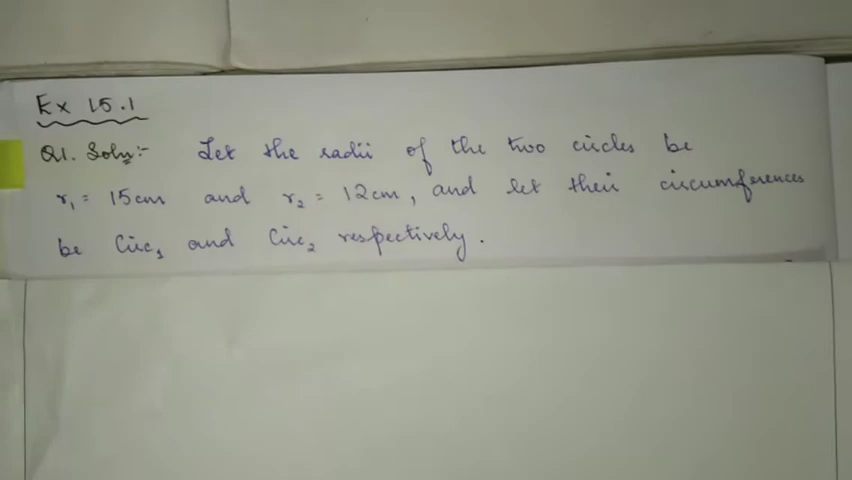 Ex 15.1
Q1. Soln:- Let the radii of the two circles be
r₁ = 15cm and r₂ = 12cm, and let their circumferences
be Circ₁ and Circ₂ respectively.